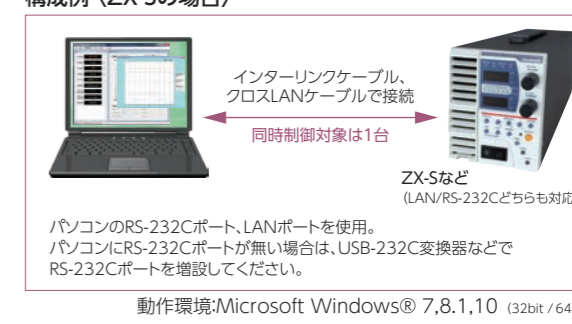 構成例（ZX-Sの場合）
インターリンクケーブル、
クロスLANケーブルで接続
同時制御対象は1台
ZX-Sなど
（LAN/RS-232Cどちらも対応
パソコンのRS-232Cポート、LANポートを使用。
パソコンにRS-232Cポートが無い場合は、USB-232C変換器などで
RS-232Cポートを増設してください。
動作環境:Microsoft Windows® 7,8.1,10 (32bit / 64